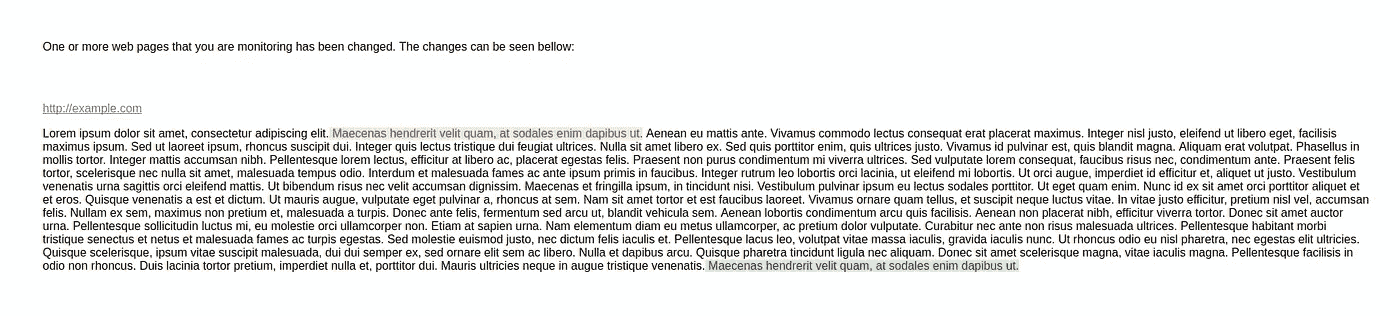 One or more web pages that you are monitoring has been changed. The changes can be seen bellow:
http://example.com
Lorem ipsum dolor sit amet, consectetur adipiscing elit. Maecenas hendrerit velit quam, at sodales enim dapibus ut. Aenean eu mattis ante. Vivamus commodo lectus consequat erat placerat maximus. Integer nisl justo, eleifend ut libero eget, facilisis
maximus ipsum. Sed ut laoreet ipsum, rhoncus suscipit dui. Integer quis lectus tristique dui feugiat ultrices. Nulla sit amet libero ex. Sed quis porttitor enim, quis ultrices justo. Vivamus id pulvinar est, quis blandit magna. Aliquam erat volutpat. Phasellus in
mollis tortor. Integer mattis accumsan nibh. Pellentesque lorem lectus, efficitur at libero ac, placerat egestas felis. Praesent non purus condimentum mi viverra ultrices. Sed vulputate lorem consequat, faucibus risus nec, condimentum ante. Praesent felis
tortor, scelerisque nec nulla sit amet, malesuada tempus odio. Interdum et malesuada fames ac ante ipsum primis in faucibus. Integer rutrum leo lobortis orci lacinia, ut eleifend mi lobortis. Ut orci augue, imperdiet id efficitur et, aliquet ut justo. Vestibulum
venenatis urna sagittis orci eleifend mattis. Ut bibendum risus nec velit accumsan dignissim. Maecenas et fringilla ipsum, in tincidunt nisi. Vestibulum pulvinar ipsum eu lectus sodales porttitor. Ut eget quam enim. Nunc id ex sit amet orci porttitor aliquet et
et eros. Quisque venenatis a est et dictum. Ut mauris augue, vulputate eget pulvinar a, rhoncus at sem. Nam sit amet tortor et est faucibus laoreet. Vivamus ornare quam tellus, et suscipit neque luctus vitae. In vitae justo efficitur, pretium nisl vel, accumsan
felis. Nullam ex sem, maximus non pretium et, malesuada a turpis. Donec ante felis, fermentum sed arcu ut, blandit vehicula sem. Aenean lobortis condimentum arcu quis facilisis. Aenean non placerat nibh, efficitur viverra tortor. Donec sit amet auctor
urna. Pellentesque sollicitudin luctus mi, eu molestie orci ullamcorper non. Etiam at sapien urna. Nam elementum diam eu metus ullamcorper, ac pretium dolor vulputate. Curabitur nec ante non risus malesuada ultrices. Pellentesque habitant morbi
tristique senectus et netus et malesuada fames ac turpis egestas. Sed molestie euismod justo, nec dictum felis iaculis et. Pellentesque lacus leo, volutpat vitae massa iaculis, gravida iaculis nunc. Ut rhoncus odio eu nisl pharetra, nec egestas elit ultricies.
Quisque scelerisque, ipsum vitae suscipit malesuada, dui dui semper ex, sed ornare elit sem ac libero. Nulla et dapibus arcu. Quisque pharetra tincidunt ligula nec aliquam. Donec sit amet scelerisque magna, vitae iaculis magna. Pellentesque facilisis in
odio non rhoncus. Duis lacinia tortor pretium, imperdiet nulla et, porttitor dui. Mauris ultricies neque in augue tristique venenatis. Maecenas hendrerit velit quam, at sodales enim dapibus ut.